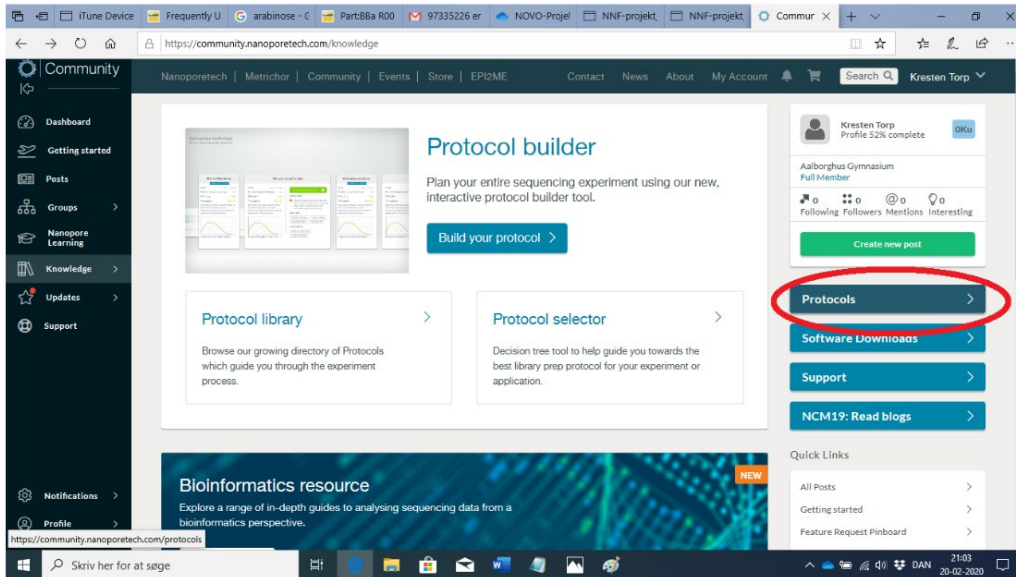 iTune Device
Frequently U
arabinose - G
Part:BBa R00
97335226 er
NOVO-Projel
NNF-projekt,
NNF-projekt
Commur
https://community.nanoporetech.com/knowledge
Community
Nanoporetech | Metrichor | Community | Events | Store | EPI2ME
Contact News About My Account
Search
Kresten Torp
Dashboard
Getting started
Posts
Groups
Nanopore
Learning
Knowledge
Updates
Support
Notifications
Profile
Protocol builder
Plan your entire sequencing experiment using our new,
interactive protocol builder tool.
Build your protocol
Protocol library
Browse our growing directory of Protocols
which guide you through the experiment
process.
Protocol selector
Decision tree tool to help guide you towards the
best library prep protocol for your experiment or
application.
Bioinformatics resource
NEW
Explore a range of in-depth guides to analysing sequencing data from a
bioinformatics perspective.
Kresten Torp
Profile 52% complete
0Ku
Aalborghus Gymnasium
Full Member
0 0 @ 0 0
Following Followers Mentions Interesting
Create new post
Protocols
Software Downloads
Support
NCM19: Read blogs
Quick Links
All Posts
Getting started
Feature Request Pinboard
https://community.nanoporetech.com/protocols
Skriv her for at søge
DAN
21:03
20-02-2020